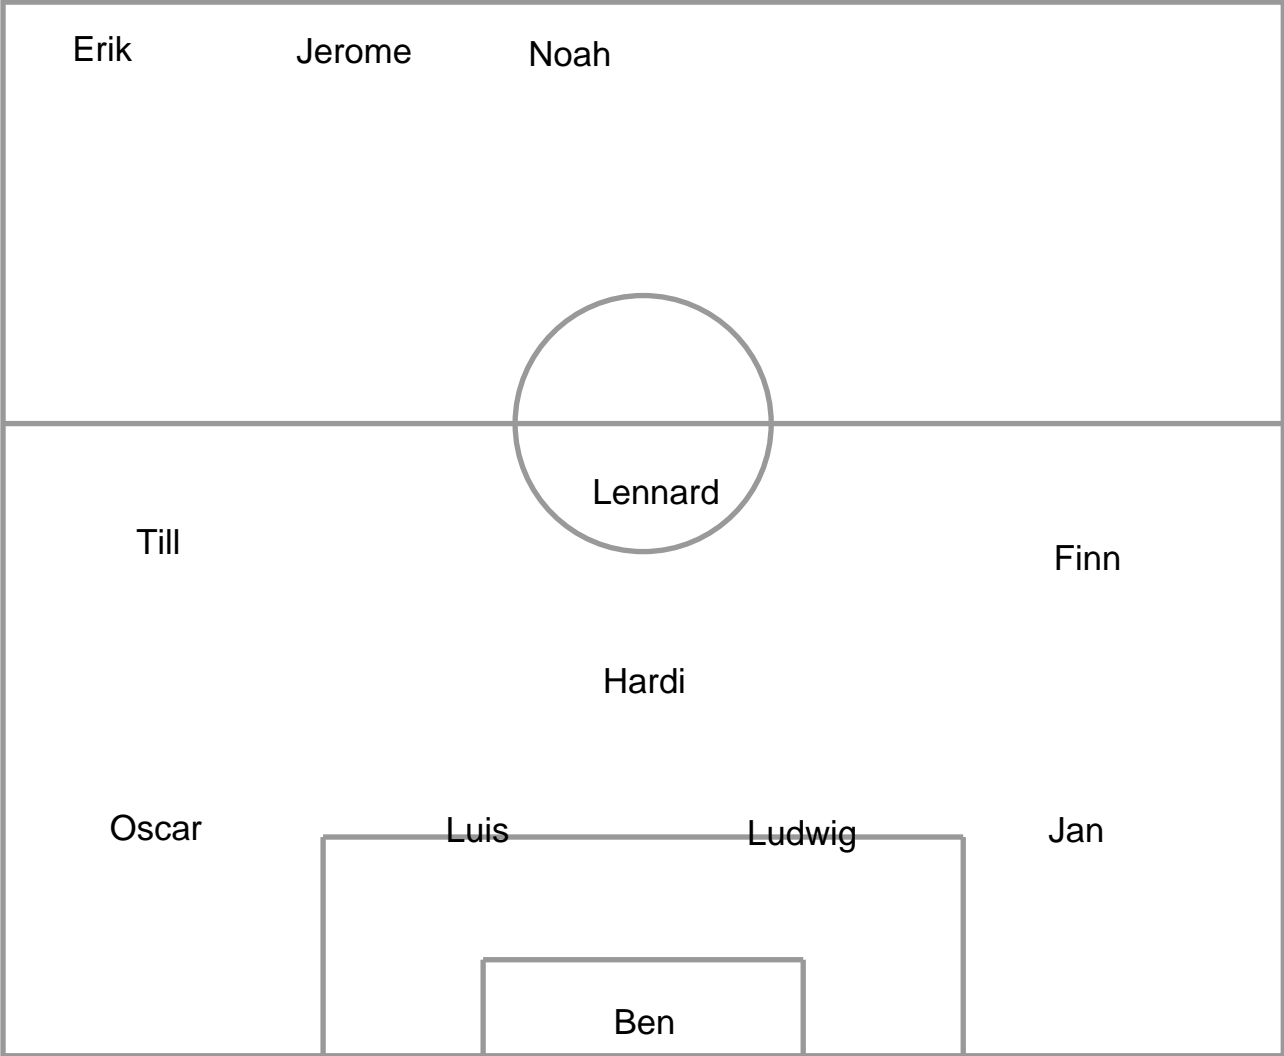 Erik Jerome Noah
Lennard
Till Finn
Hardi
Oscar Luis Ludwig Jan
Ben